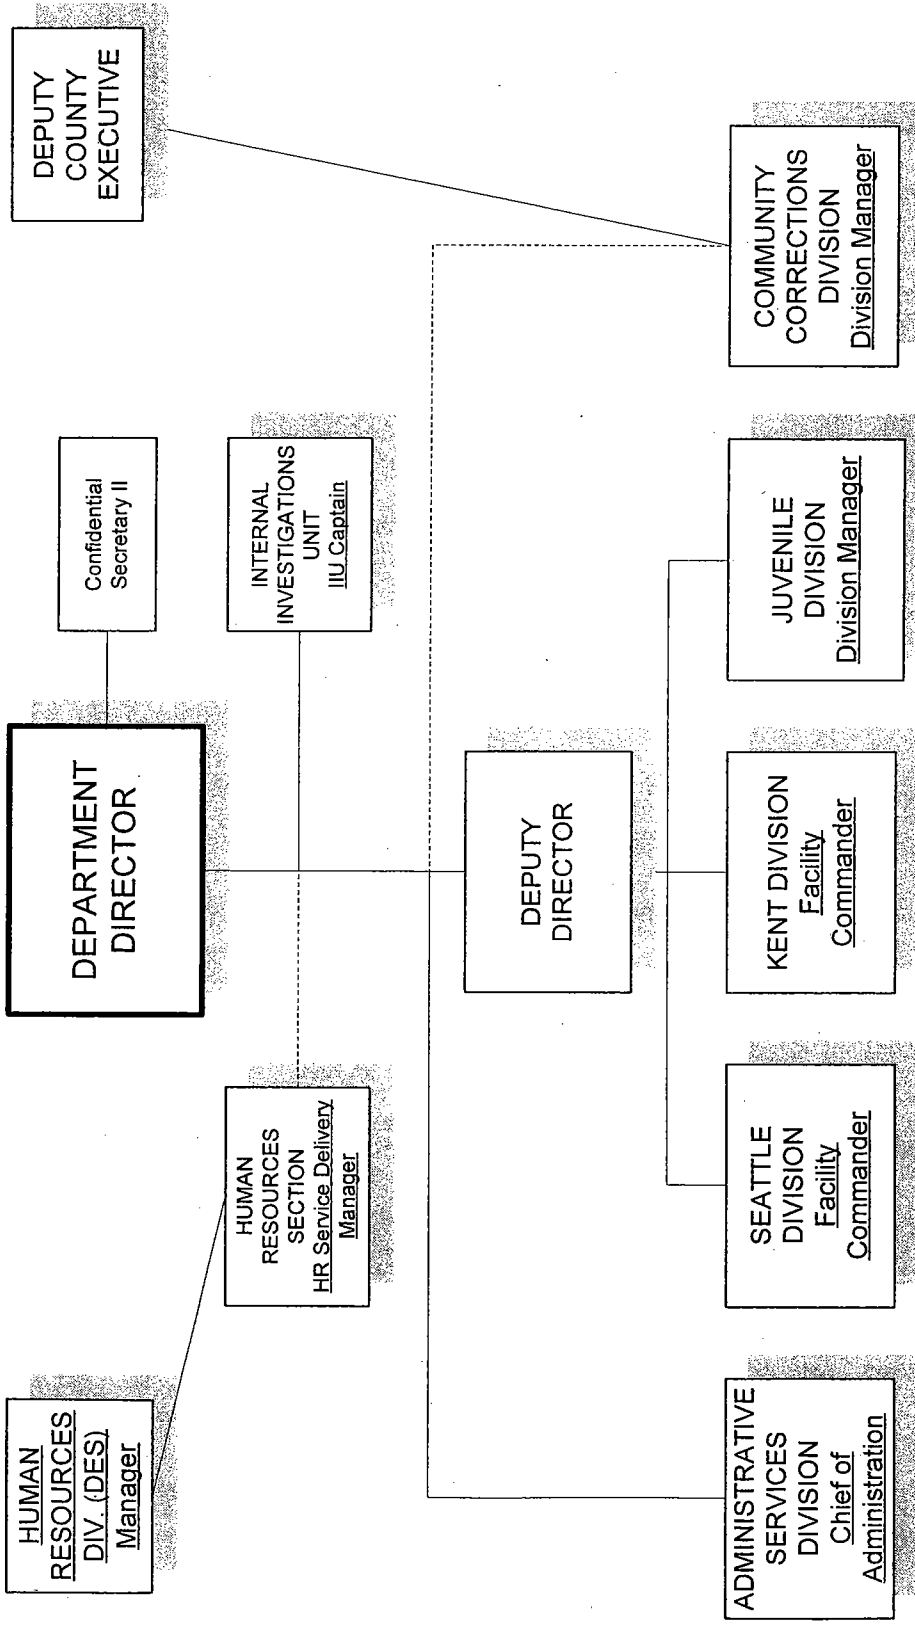 HUMAN
RESOURCES
DIV. (DES)
Manager
DEPARTMENT
DIRECTOR
Confidential
Secretary II
DEPUTY
COUNTY
EXECUTIVE
HUMAN
RESOURCES
SECTION
HR Service Delivery
Manager
INTERNAL
INVESTIGATIONS
UNIT
IIU Captain
DEPUTY
DIRECTOR
ADMINISTRATIVE
SERVICES
DIVISION
Chief of
Administration
SEATTLE
DIVISION
Facility
Commander
KENT DIVISION
Facility
Commander
JUVENILE
DIVISION
Division Manager
COMMUNITY
CORRECTIONS
DIVISION
Division Manager